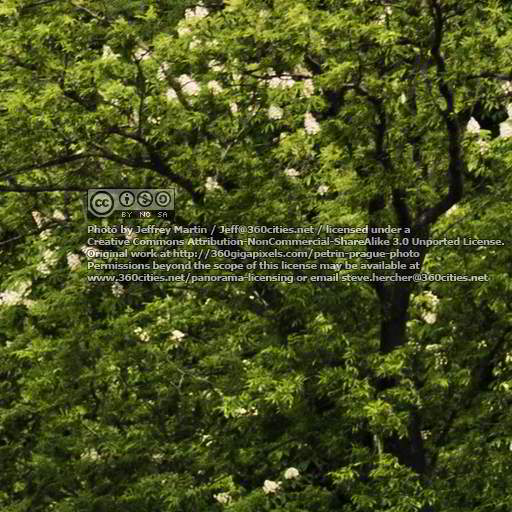 cc
BY NC SA
Photo by Jeffrey Martin / Jeff@360cities.net / licensed under a
Creative Commons Attribution-NonCommercial-ShareAlike 3.0 Unported License.
Original work at http://360gigapixels.com/petrin-prague-photo
Permissions beyond the scope of this license may be available at
www.360cities.net/panorama-licensing or email steve.hercher@360cities.net